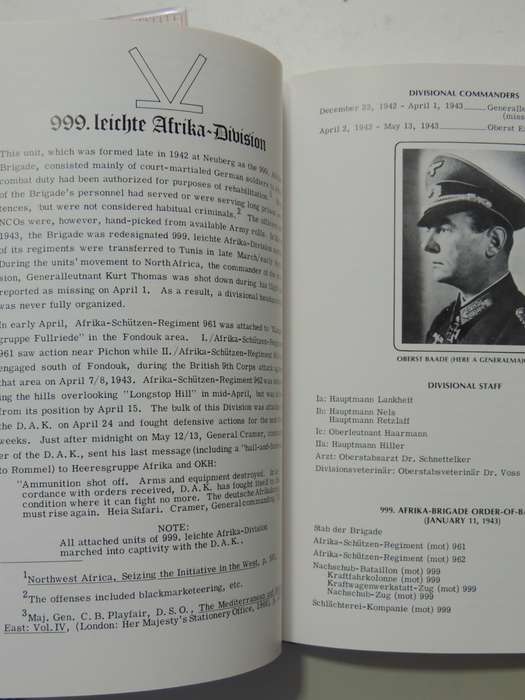 999. leichte Afrika-Division
This unit, which was formed late in 1942 at Neuberg as the 999. Afrika-
Brigade, consisted mainly of court-martialed German soldiers
combat duty had been authorized for purposes of rehabilitation.1
of the Brigade's personnel had served or were serving long prison
tences, but were not considered habitual criminals.2 The
NCOs were, however, hand-picked from available Army rolls. In
1943, the Brigade was redesignated 999. leichte Afrika-Division
of its regiments were transferred to Tunis in late March/early
During the units' movement to North Africa, the commander of the
sion, Generalleutnant Kurt Thomas was shot down during his flight
reported as missing on April 1. As a result, a divisional
was never fully organized.
In early April, Afrika-Schützen-Regiment 961 was attached to
gruppe Fullriede" in the Fondouk area. I./Afrika-Schützen-Regiment
961 saw action near Pichon while II./Afrika-Schützen-Regiment
engaged south of Fondouk, during the British 9th Corps attack
that area on April 7/8, 1943. Afrika-Schützen-Regiment 962 was
ing the hills overlooking "Longstop Hill" in mid-April, but was
from its position by April 15. The bulk of this Division was attached
the D.A.K. on April 24 and fought defensive actions for the
weeks. Just after midnight on May 12/13, General Cramer,
er of the D.A.K., sent his last message (including a "hail-and-
to Rommel) to Heeresgruppe Afrika and OKH:
"Ammunition shot off. Arms and equipment destroyed. In
cordance with orders received, D.A.K. has fought itself to the
condition where it can fight no more. The deutsche Afrikakorps
must rise again. Heia Safari. Cramer, General
NOTE:
All attached units of 999. leichte Afrika-Division
marched into captivity with the D.A.K..
1Northwest Africa, Seizing the Initiative in the West, p.
2The offenses included blackmarketeering, etc.
3Maj. Gen. C.B. Playfair, D.S.O., The Mediterranean and
East: Vol. IV, (London: Her Majesty's Stationery Office,
DIVISIONAL COMMANDERS
December 23, 1942 - April 1, 1943 General
(miss
April 2, 1943 - May 13, 1943 Oberst E
OBERST BAADE (HERE A GENERALMAJ
DIVISIONAL STAFF
Ia: Hauptmann Lankheit
Ib: Hauptmann Nels
Hauptmann Retzlaff
Ic: Oberleutnant Haarmann
IIa: Hauptmann Hiller
Arzt: Oberstabarzt Dr. Schnettelker
Divisionsveterinär: Oberstabsveterinär Dr. Voss
999. AFRIKA-BRIGADE ORDER-OF-BA
(JANUARY 11, 1943)
Stab der Brigade
Afrika-Schützen-Regiment (mot) 961
Afrika-Schützen-Regiment (mot) 962
Nachschub-Bataillon (mot) 999
Kraftfahrkolonne (mot) 999
Kraftwagenwerkstatt-Zug (mot) 999
Nachschub-Zug (mot) 999
Schlächterei-Kompanie (mot) 999